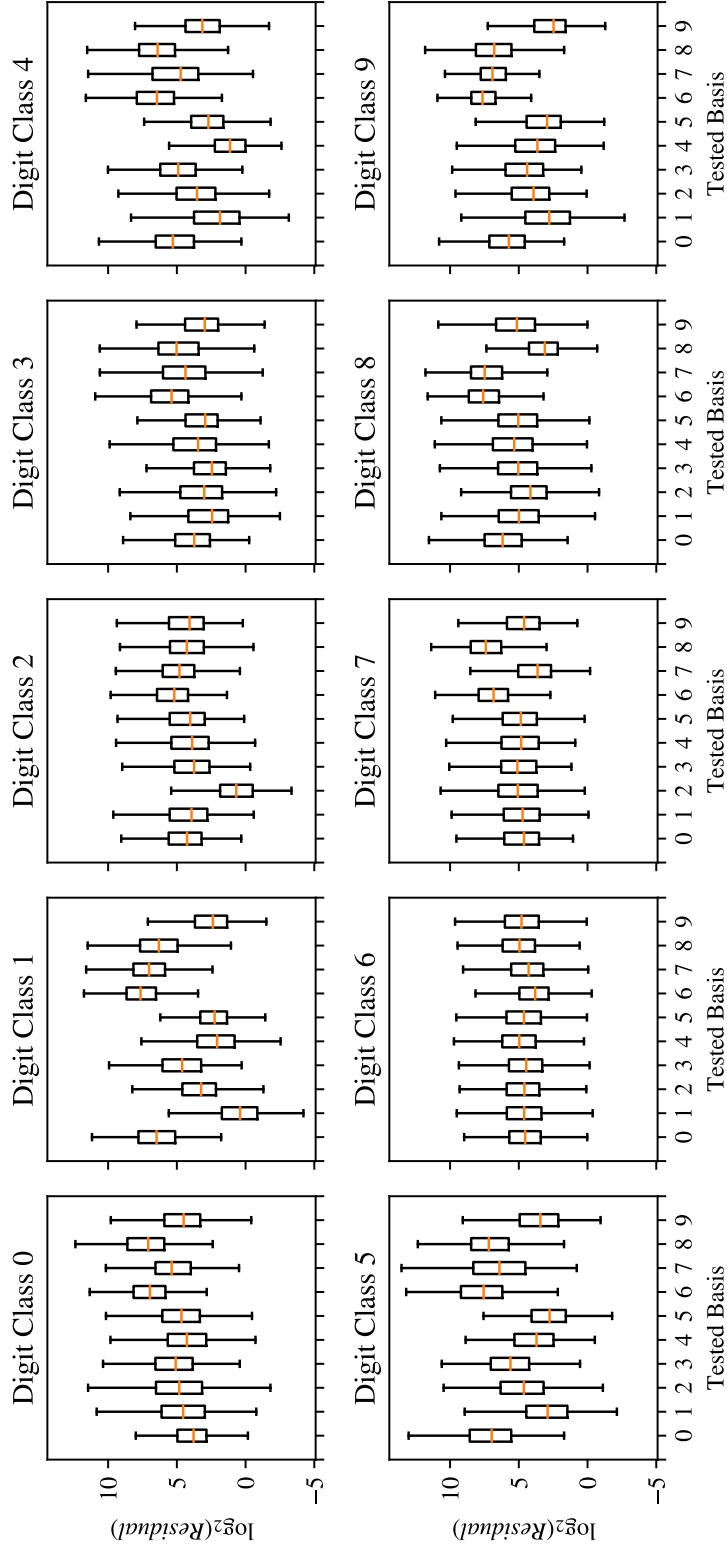 Digit Class 0
Digit Class 1
Digit Class 2
Digit Class 3
Digit Class 4
10
5
0
−5
log₂(Residual)
Digit Class 5
Digit Class 6
Digit Class 7
Digit Class 8
Digit Class 9
10
5
0
−5
log₂(Residual)
0 1 2 3 4 5 6 7 8 9
0 1 2 3 4 5 6 7 8 9
0 1 2 3 4 5 6 7 8 9
0 1 2 3 4 5 6 7 8 9
0 1 2 3 4 5 6 7 8 9
Tested Basis
Tested Basis
Tested Basis
Tested Basis
Tested Basis